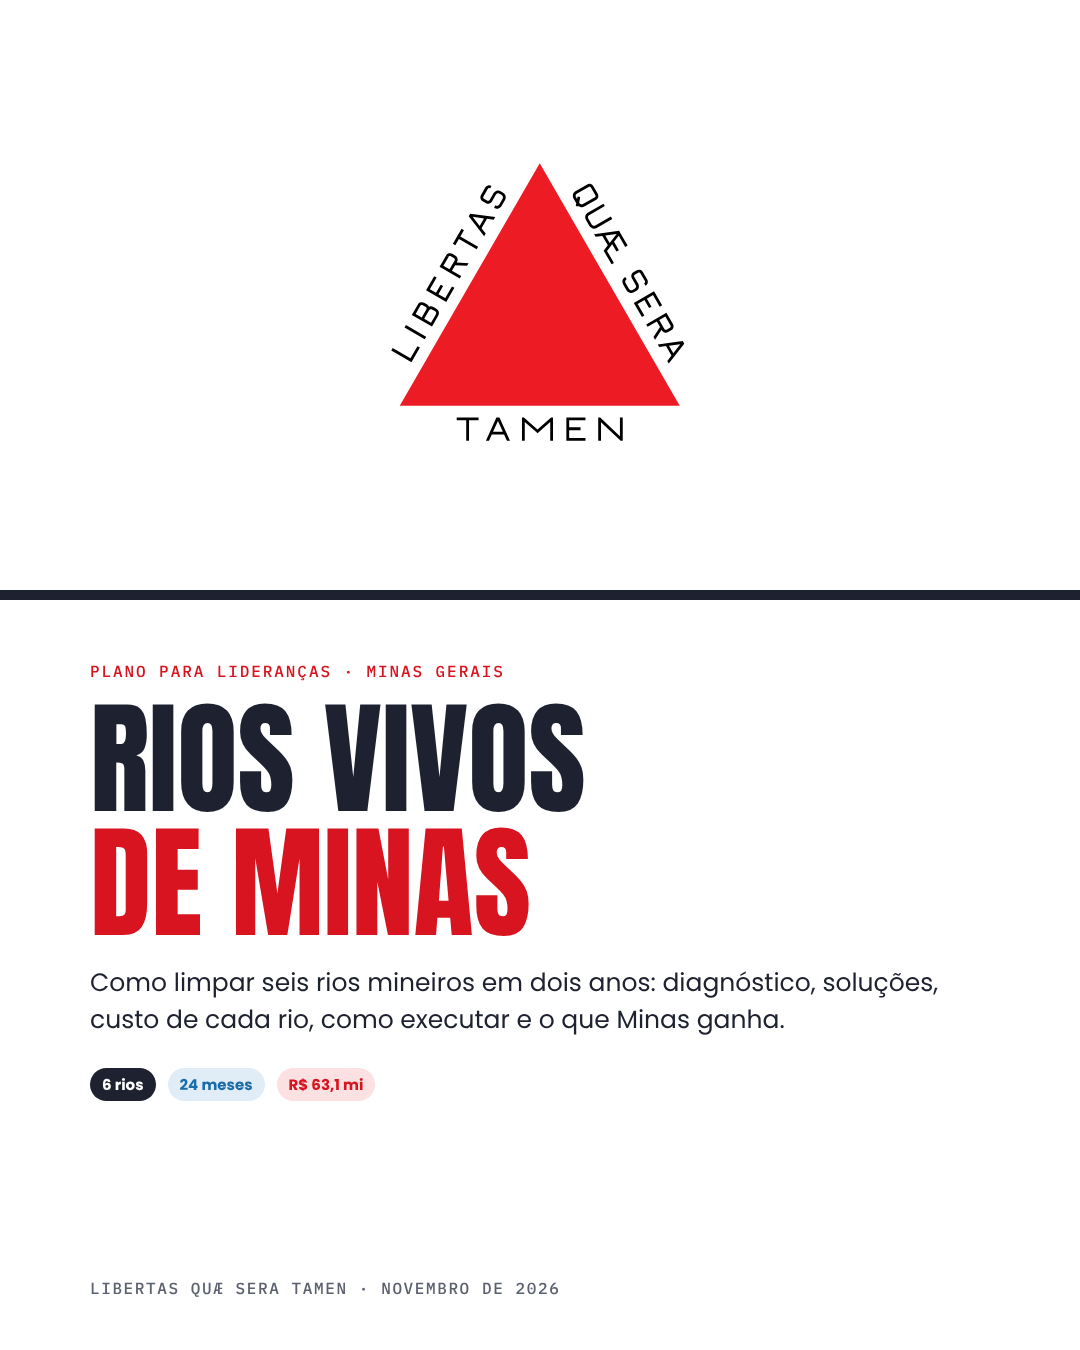 LIBERTAS
QUÆ SERA
TAMEN
PLANO PARA LIDERANÇAS · MINAS GERAIS
RIOS VIVOS
DE MINAS
Como limpar seis rios mineiros em dois anos: diagnóstico, soluções,
custo de cada rio, como executar e o que Minas ganha.
6 rios 24 meses R$ 63,1 mi
LIBERTAS QUÆ SERA TAMEN · NOVEMBRO DE 2026